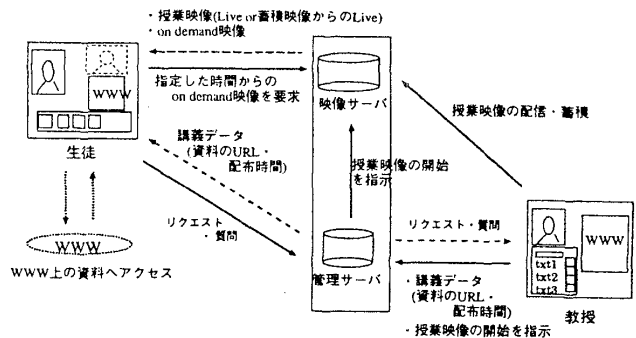 ・授業映像(Live or蓄積映像からのLive)
・on demand映像
WWW
指定した時間からの
on demand映像を要求
映像サーバ
授業映像の配信・蓄積
生徒
講義データ
(資料のURL・
配布時間)
授業映像の開始
を指示
リクエスト
・質問
リクエスト・質問
WWW
WWW上の資料へアクセス
管理サーバ
WWW
txt1
txt2
txt3
・講義データ
(資料のURL・
配布時間)
・授業映像の開始を指示
教授